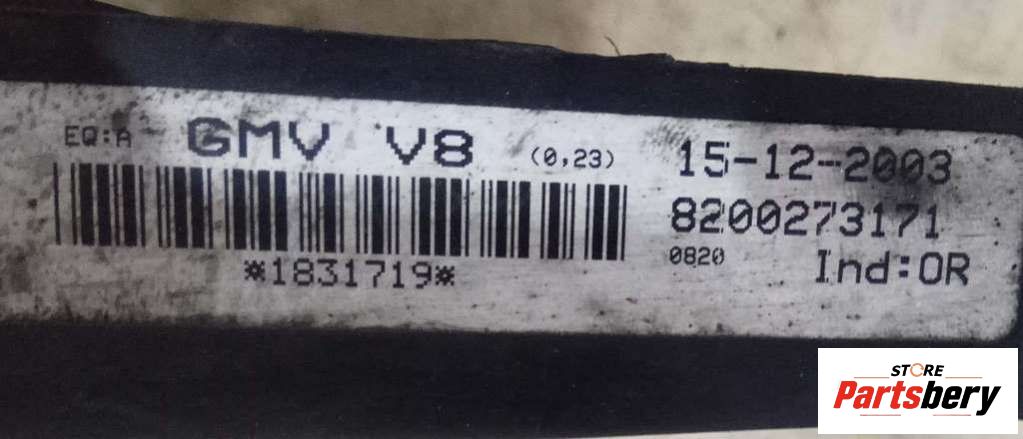 EQ:A GMV V8 (0,23)
*1831719*
15-12-2003
8200273171
0820 Ind:OR
STORE
Partsbery